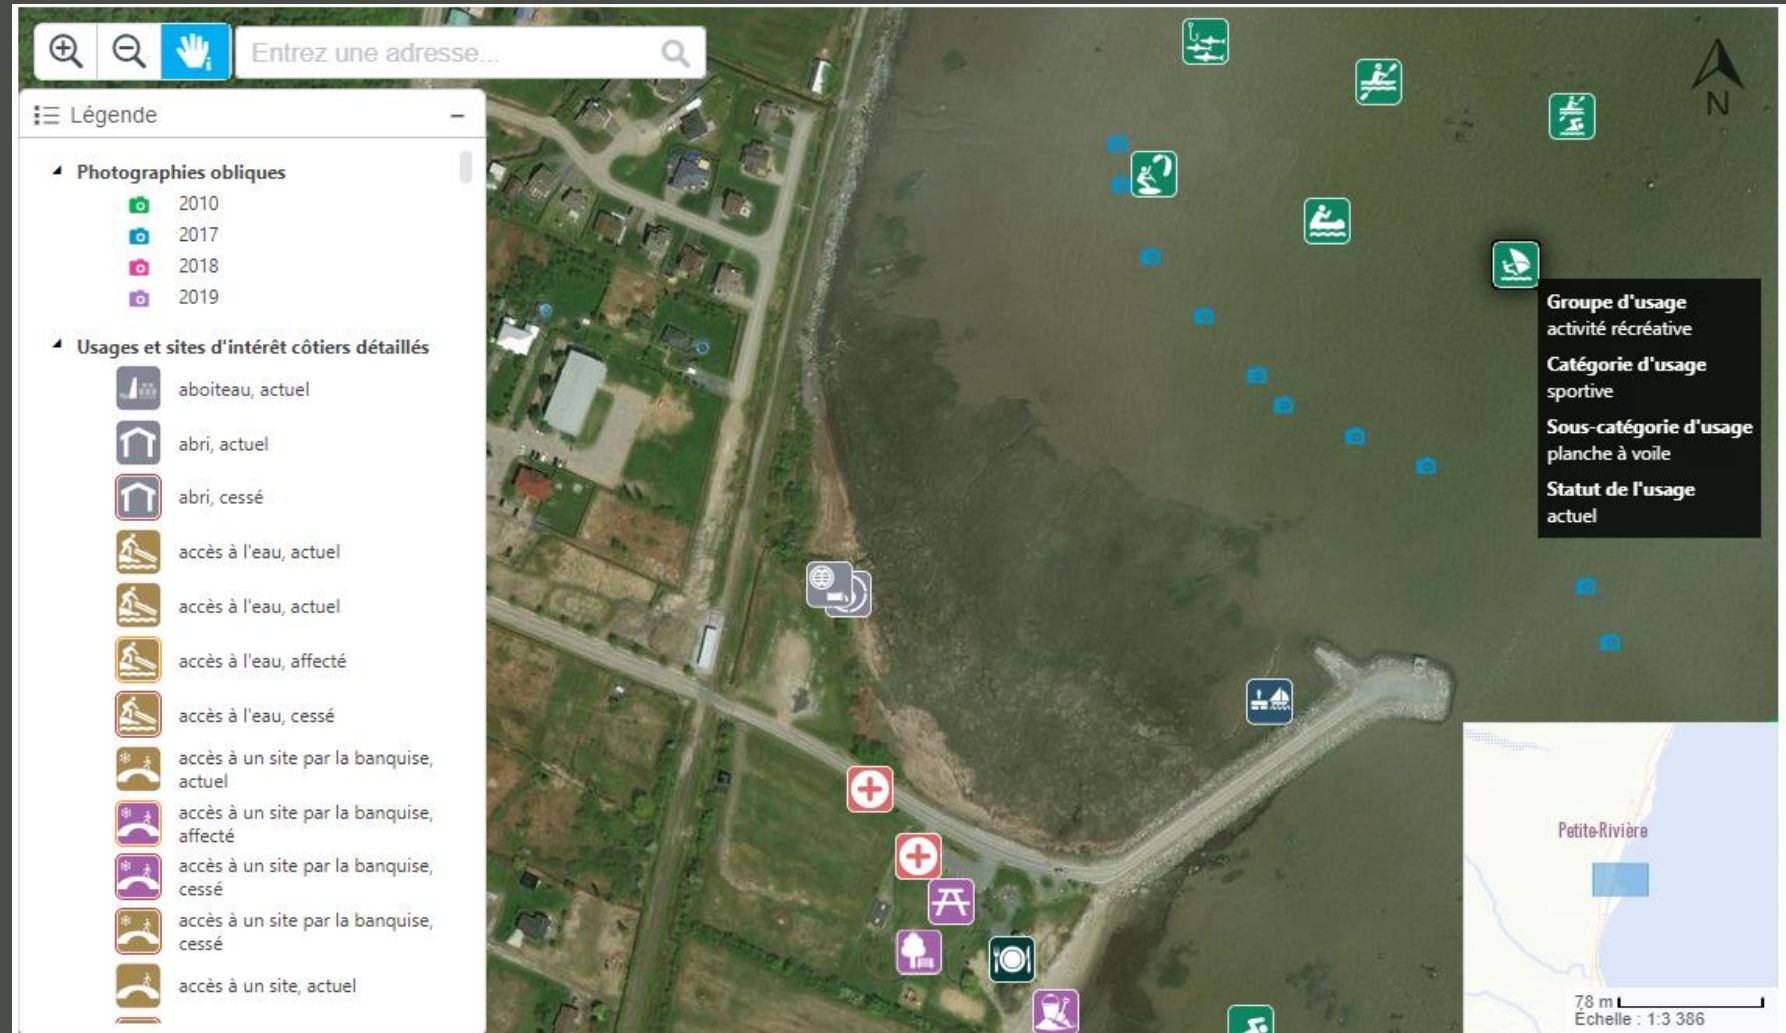 Entrez une adresse...
N
Légende
Photographies obliques
2010
2017
2018
2019
Usages et sites d'intérêt côtiers détaillés
aboiteau, actuel
abri, actuel
abri, cessé
accès à l'eau, actuel
accès à l'eau, actuel
accès à l'eau, affecté
accès à l'eau, cessé
accès à un site par la banquise,
actuel
accès à un site par la banquise,
affecté
accès à un site par la banquise,
cessé
accès à un site par la banquise,
cessé
accès à un site, actuel
Groupe d'usage
activité récréative
Catégorie d'usage
sportive
Sous-catégorie d'usage
planche à voile
Statut de l'usage
actuel
Petite-Rivière
78 m
Échelle : 1:3 386